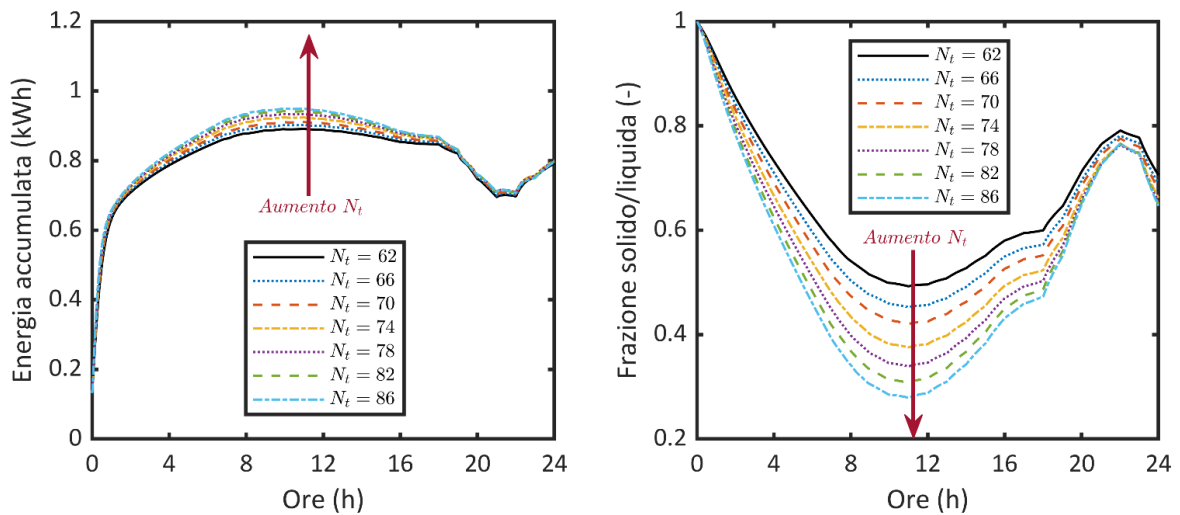 Energia accumulata (kWh)
1.2
1
0.8
0.6
0.4
0.2
0
Aumento N_t
N_t = 62
N_t = 66
N_t = 70
N_t = 74
N_t = 78
N_t = 82
N_t = 86
0 4 8 12 16 20 24
Ore (h)
Frazione solido/liquida (-)
1
0.8
0.6
0.4
0.2
N_t = 62
N_t = 66
N_t = 70
N_t = 74
N_t = 78
N_t = 82
N_t = 86
Aumento N_t
0 4 8 12 16 20 24
Ore (h)